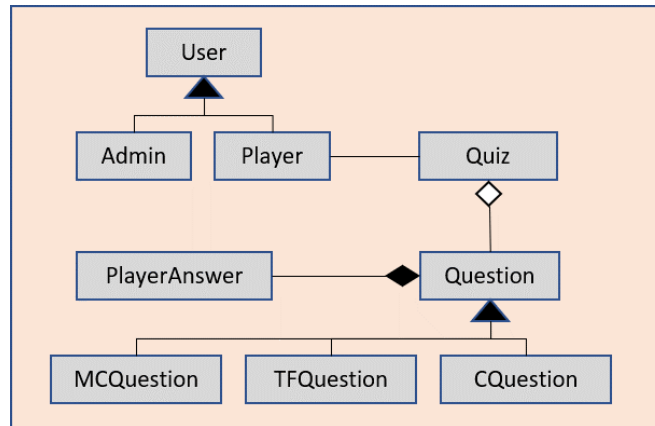 User
Admin
Player
Quiz
PlayerAnswer
Question
MCQuestion
TFQuestion
CQuestion